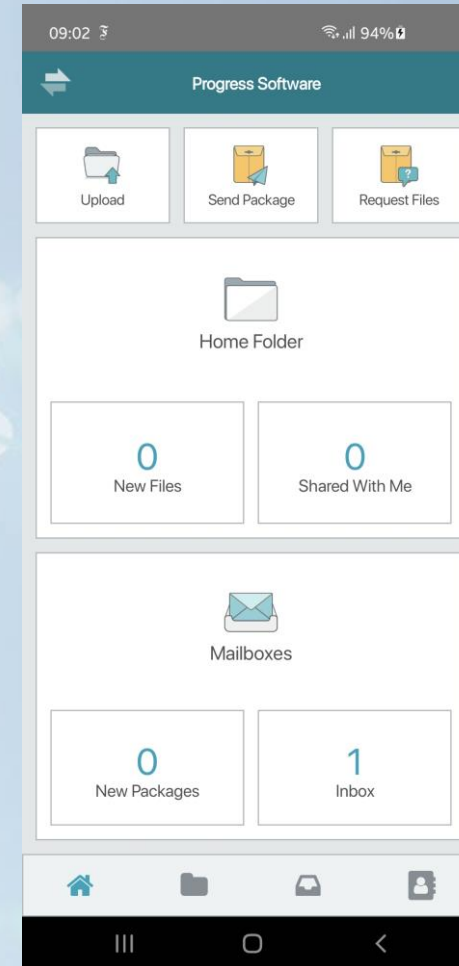 09:02 94%
Progress Software
Upload Send Package Request Files
?
Home Folder
0 0
New Files Shared With Me
Mailboxes
0 1
New Packages Inbox